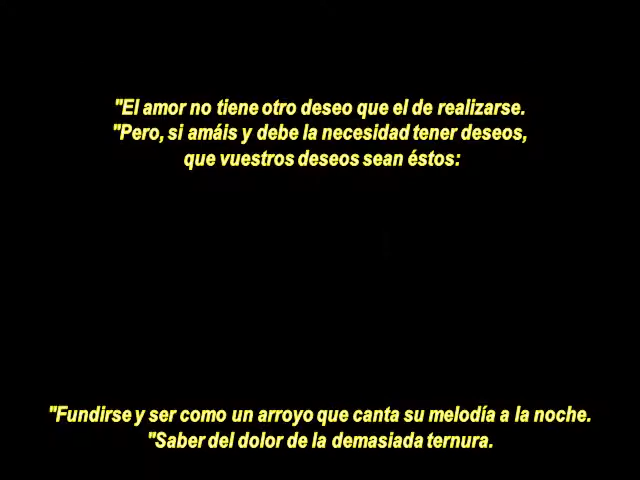 "El amor no tiene otro deseo que el de realizarse.
"Pero, si amáis y debe la necesidad tener deseos,
que vuestros deseos sean éstos:
"Fundirse y ser como un arroyo que canta su melodía a la noche.
"Saber del dolor de la demasiada ternura.